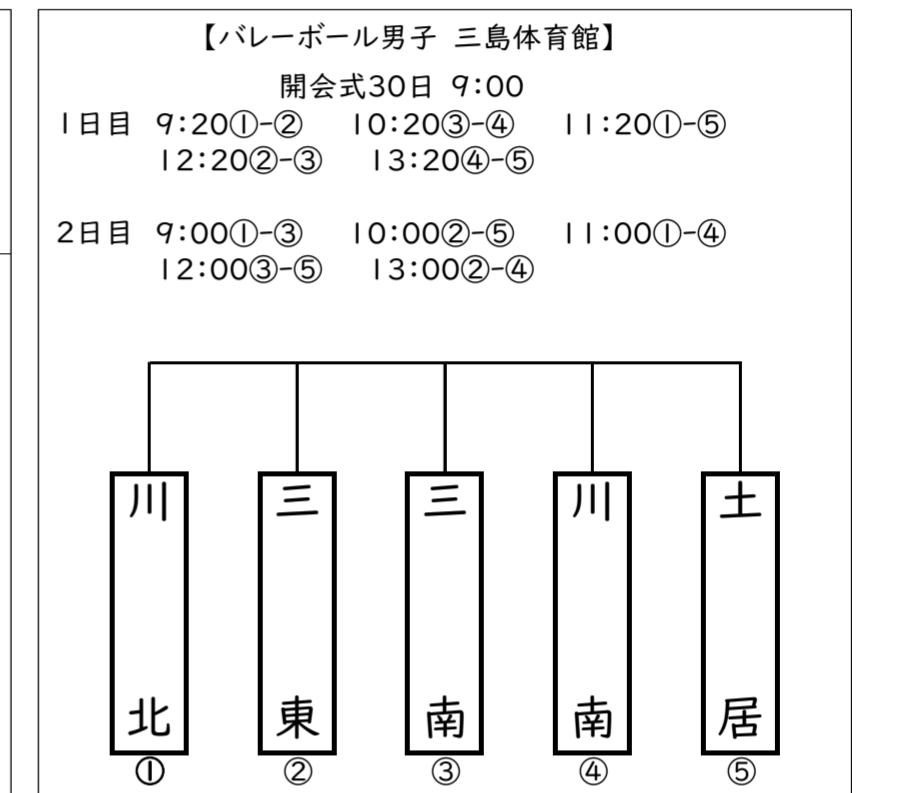 【バレーボール男子 三島体育館】
開会式30日 9:00
1日目 9:20①-② 10:20③-④ 11:20①-⑤
12:20②-③ 13:20④-⑤
2日目 9:00①-③ 10:00②-⑤ 11:00①-④
12:00③-⑤ 13:00②-④
川北
①
三東
②
三南
③
川南
④
土居
⑤